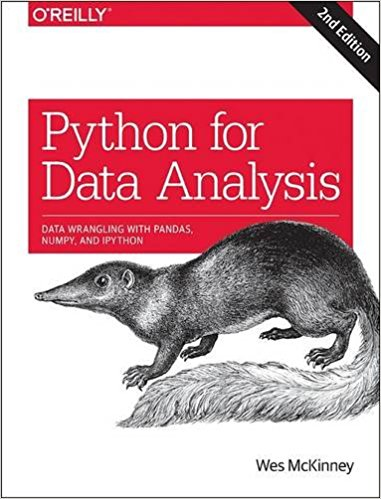 O'REILLY®
2nd Edition
Python for
Data Analysis
DATA WRANGLING WITH PANDAS,
NUMPY, AND IPYTHON
Wes McKinney